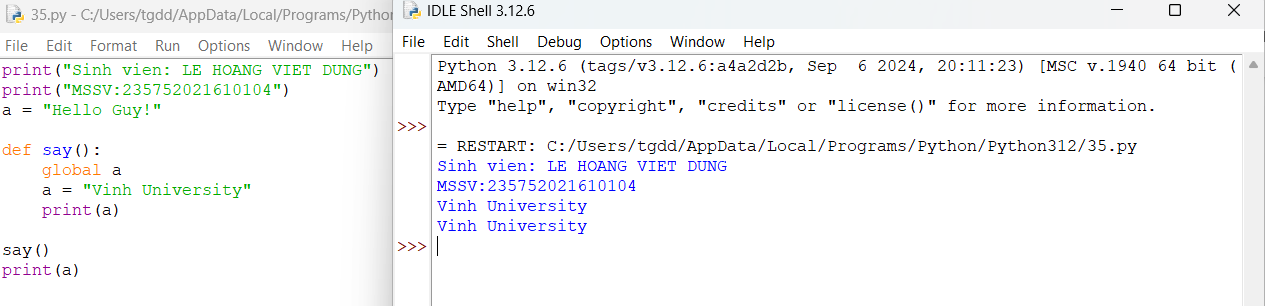 35.py - C:/Users/tgdd/AppData/Local/Programs/Python
File Edit Format Run Options Window Help
print("Sinh vien: LE HOANG VIET DUNG")
print("MSSV:235752021610104")
a = "Hello Guy!"
def say():
    global a
    a = "Vinh University"
    print(a)
say()
print(a)
IDLE Shell 3.12.6
File Edit Shell Debug Options Window Help
Python 3.12.6 (tags/v3.12.6:a4a2d2b, Sep  6 2024, 20:11:23) [MSC v.1940 64 bit (
AMD64)] on win32
Type "help", "copyright", "credits" or "license()" for more information.
>>>
= RESTART: C:/Users/tgdd/AppData/Local/Programs/Python/Python312/35.py
Sinh vien: LE HOANG VIET DUNG
MSSV:235752021610104
Vinh University
Vinh University
>>>